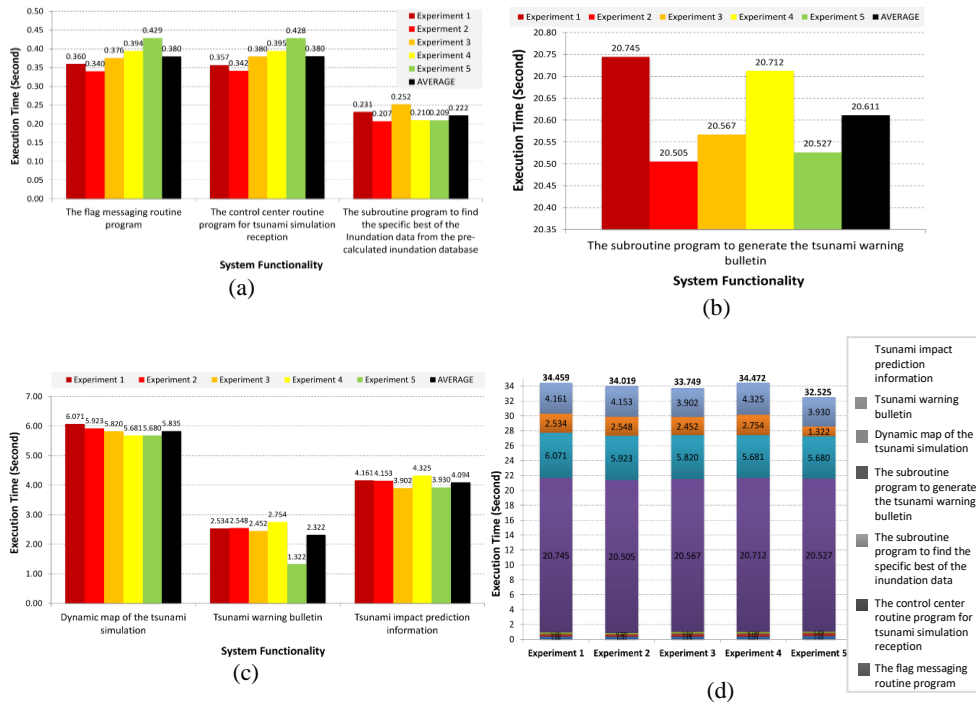 Experiment 1
Experiment 2
Experiment 3
Experiment 4
Experiment 5
AVERAGE
Execution Time (Second)
0.50
0.45
0.40
0.35
0.30
0.25
0.20
0.15
0.10
0.05
0.00
0.360
0.340
0.376
0.394
0.429
0.380
0.357
0.342
0.380
0.395
0.428
0.380
0.231
0.207
0.252
0.210
0.209
0.222
The flag messaging routine
program
The control center routine
program for tsunami simulation
reception
The subroutine program to find
the specific best of the
Inundation data from the pre-
calculated inundation database
System Functionality
(a)
Experiment 1 Experiment 2 Experiment 3 Experiment 4 Experiment 5 AVERAGE
Execution Time (Second)
20.80
20.75
20.70
20.65
20.60
20.55
20.50
20.45
20.40
20.35
20.745
20.505
20.567
20.712
20.527
20.611
The subroutine program to generate the tsunami warning
bulletin
System Functionality
(b)
Experiment 1 Experiment 2 Experiment 3 Experiment 4 Experiment 5 AVERAGE
Execution Time (Second)
7.00
6.00
5.00
4.00
3.00
2.00
1.00
0.00
6.071
5.923
5.820
5.681
5.680
5.835
2.534
2.548
2.452
2.754
1.322
2.322
4.161
4.153
3.902
4.325
3.930
4.094
Dynamic map of the tsunami
simulation
Tsunami warning bulletin
Tsunami impact prediction
information
System Functionality
(c)
Execution Time (Second)
34
32
30
28
26
24
22
20
18
16
14
12
10
8
6
4
2
0
34.459
34.019
33.749
34.472
32.525
4.161
4.153
3.902
4.325
3.930
2.534
2.548
2.452
2.754
1.322
6.071
5.923
5.820
5.681
5.680
20.745
20.505
20.567
20.712
20.527
Experiment 1 Experiment 2 Experiment 3 Experiment 4 Experiment 5
Tsunami impact
prediction
information
Tsunami warning
bulletin
Dynamic map of the
tsunami simulation
The subroutine
program to generate
the tsunami warning
bulletin
The subroutine
program to find the
specific best of the
inundation data
The control center
routine program for
tsunami simulation
reception
The flag messaging
routine program
(d)